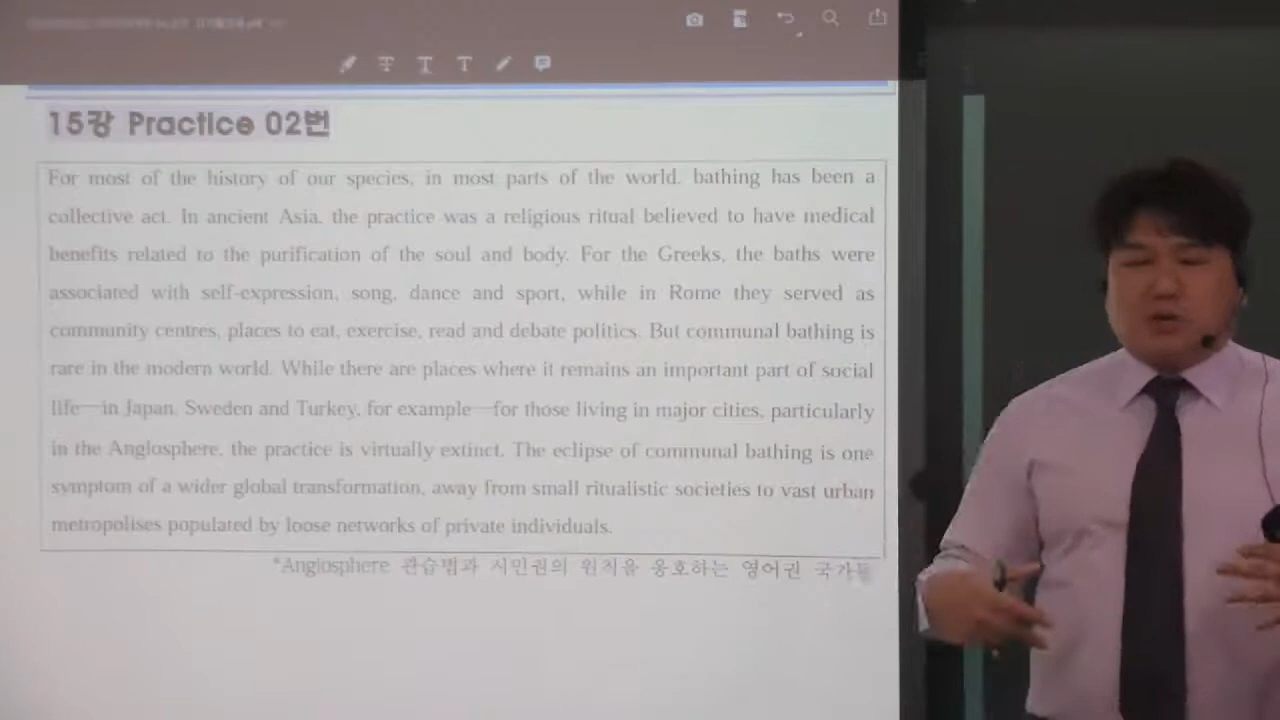 15강 Practice 02번
For most of the history of our species, in most parts of the world, bathing has been a
collective act. In ancient Asia, the practice was a religious ritual believed to have medical
benefits related to the purification of the soul and body. For the Greeks, the baths were
associated with self-expression, song, dance and sport, while in Rome they served as
community centres, places to eat, exercise, read and debate politics. But communal bathing is
rare in the modern world. While there are places where it remains an important part of social
life—in Japan, Sweden and Turkey, for example—for those living in major cities, particularly
in the Anglosphere, the practice is virtually extinct. The eclipse of communal bathing is one
symptom of a wider global transformation, away from small ritualistic societies to vast urban
metropolises populated by loose networks of private individuals.
*Anglosphere 관습법과 시민권의 원칙을 옹호하는 영어권 국가들